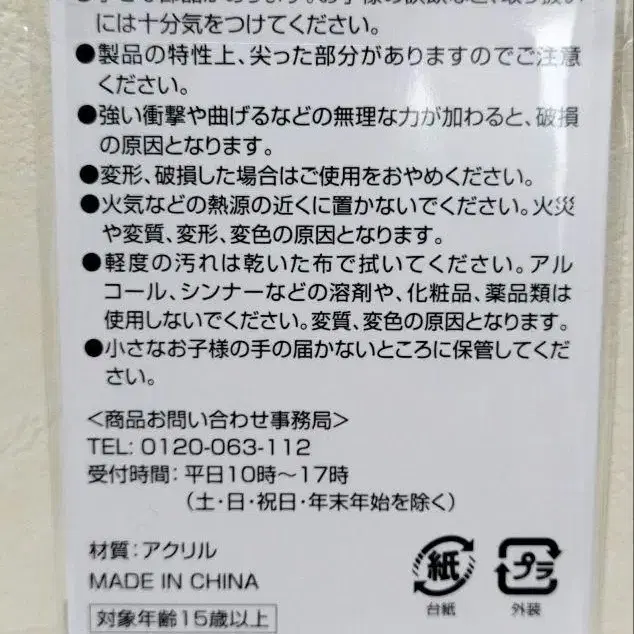 には十分気をつけてください。
●製品の特性上、尖った部分がありますのでご注意
ください。
●強い衝撃や曲げるなどの無理な力が加わると、破損
の原因となります。
●変形、破損した場合はご使用をおやめください。
●火気などの熱源の近くに置かないでください。火災
や変質、変形、変色の原因となります。
●軽度の汚れは乾いた布で拭いてください。アル
コール、シンナーなどの溶剤や、化粧品、薬品類は
使用しないでください。変質、変色の原因となります。
●小さなお子様の手の届かないところに保管してくだ
さい。
<商品お問い合わせ事務局>
TEL: 0120-063-112
受付時間：平日10時～17時
（土・日・祝日・年末年始を除く）
材質：アクリル
MADE IN CHINA
対象年齢15歳以上
紙
台紙
プラ
外装